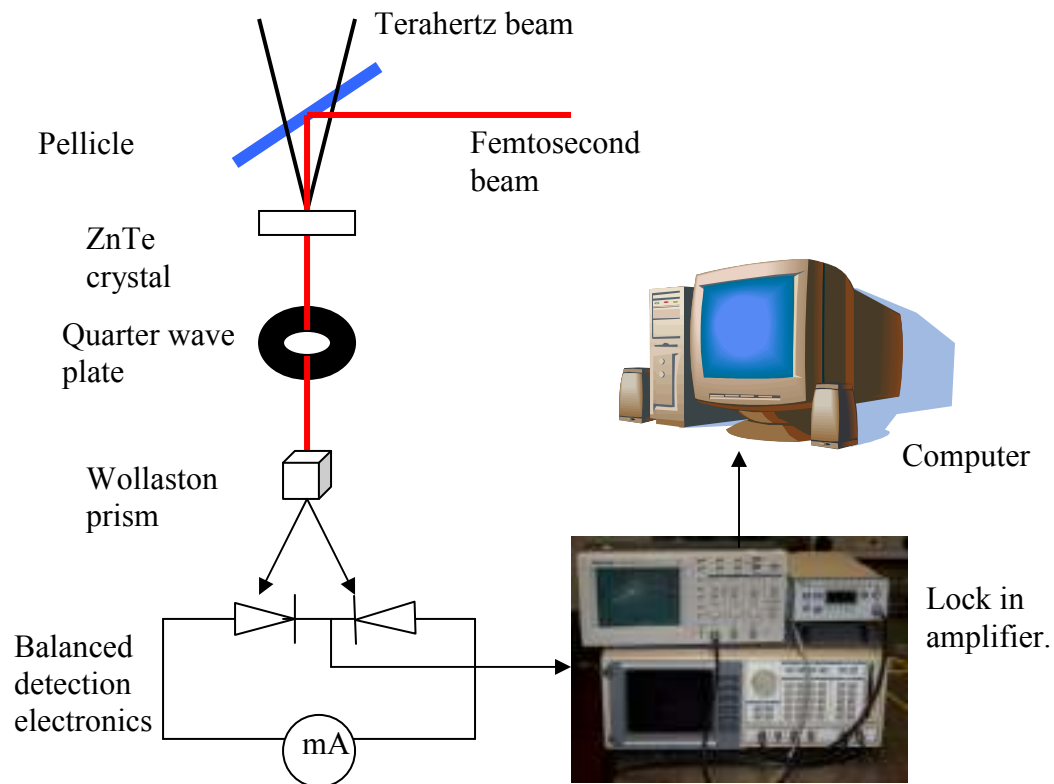 Terahertz beam
Pellicle
Femtosecond
beam
ZnTe
crystal
Quarter wave
plate
Wollaston
prism
Computer
Lock in
amplifier.
Balanced
detection
electronics
mA